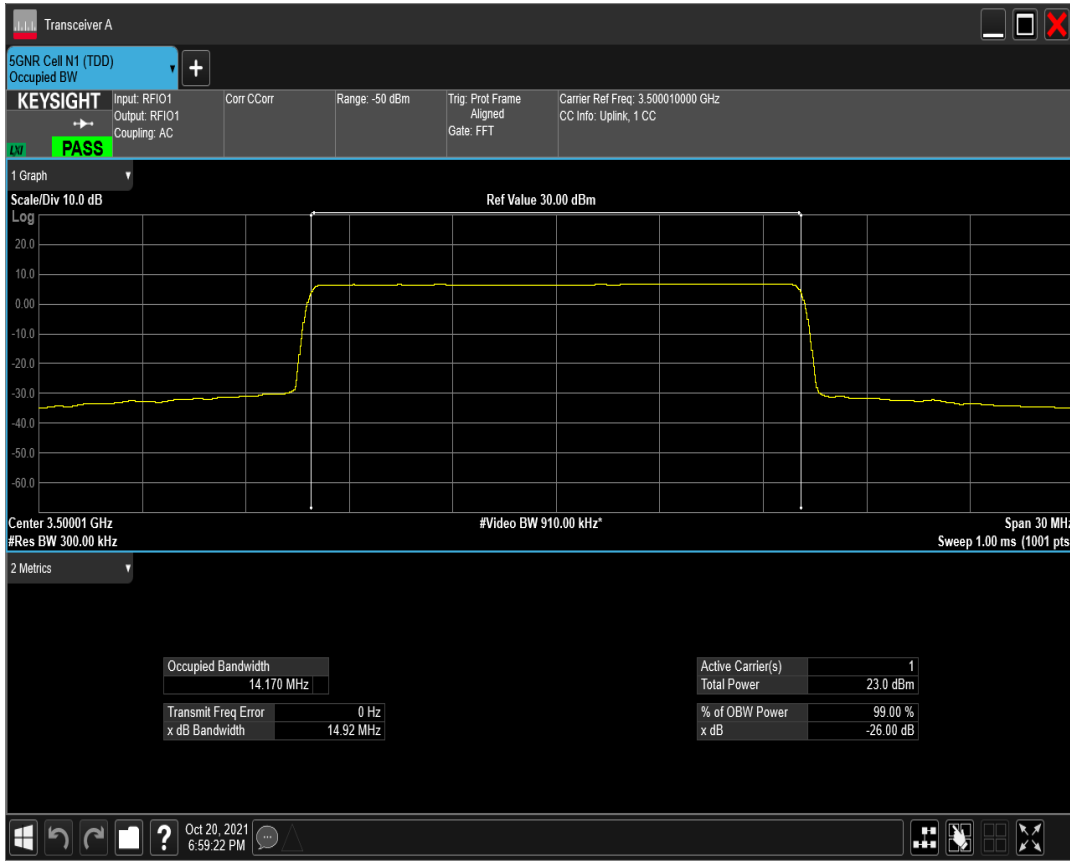 Transceiver A
5GNR Cell N1 (TDD)
Occupied BW
KEYSIGHT
LXI
PASS
Input: RFIO1
Output: RFIO1
Coupling: AC
Corr CCorr
Range: -50 dBm
Trig: Prot Frame
Aligned
Gate: FFT
Carrier Ref Freq: 3.500010000 GHz
CC Info: Uplink, 1 CC
1 Graph
Scale/Div 10.0 dB
Ref Value 30.00 dBm
Log
20.0
10.0
0.00
-10.0
-20.0
-30.0
-40.0
-50.0
-60.0
Center 3.50001 GHz
#Video BW 910.00 kHz*
Span 30 MHz
#Res BW 300.00 kHz
Sweep 1.00 ms (1001 pts
2 Metrics
Occupied Bandwidth
14.170 MHz
Transmit Freq Error 0 Hz
x dB Bandwidth 14.92 MHz
Active Carrier(s) 1
Total Power 23.0 dBm
% of OBW Power 99.00 %
x dB -26.00 dB
?
Oct 20, 2021
6:59:22 PM